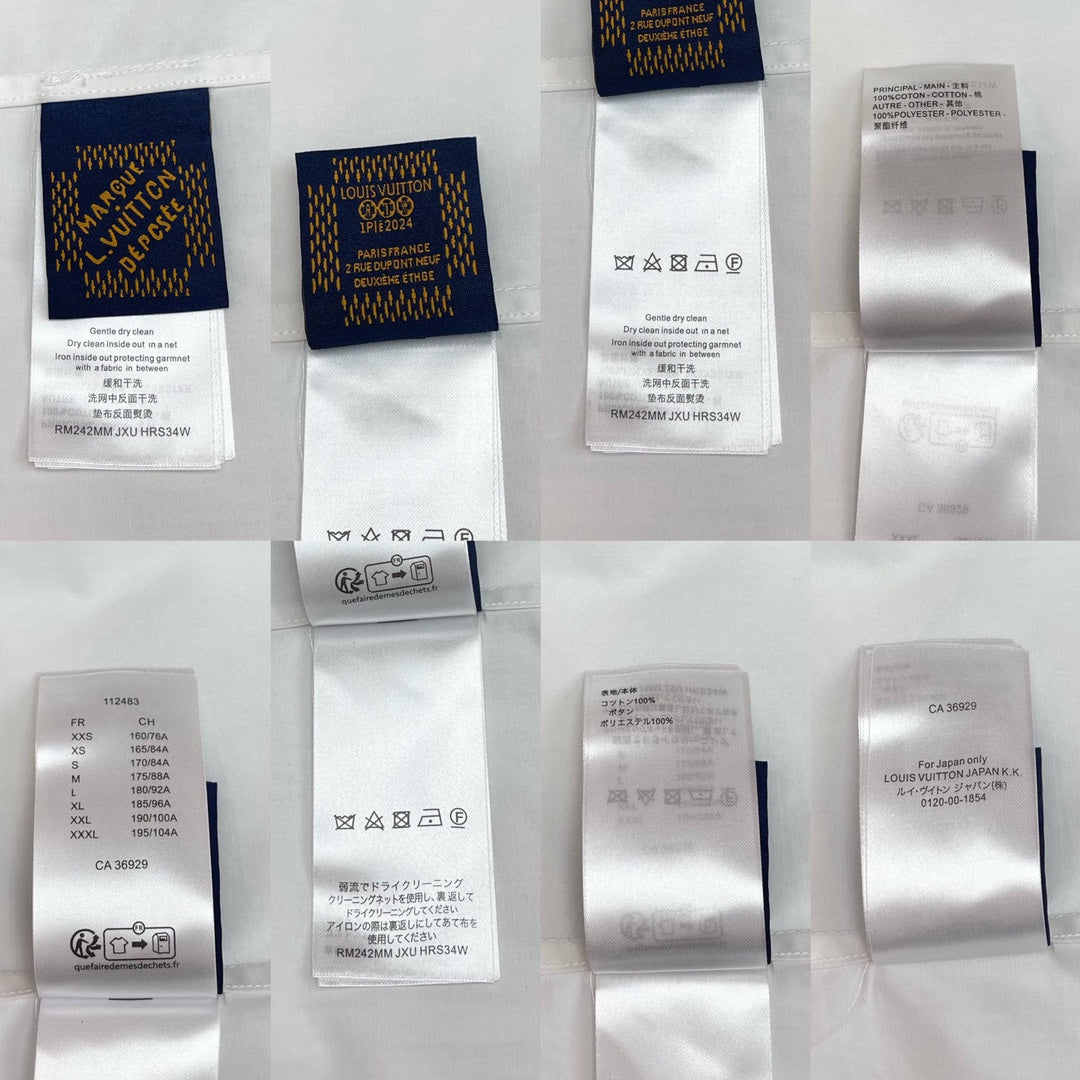 MARQUE
L.VUITTON
DÉPOSÉE
Gentle dry clean
Dry clean inside out in a net
Iron inside out protecting garmnet
with a fabric in between
缓和干洗
洗网中反面干洗
垫布反面熨烫
RM242MM JXU HRS34W
LOUIS VUITTON
1PIÈ2024
PARIS FRANCE
2 RUE DU PONT NEUF
DEUXIÈME ÉTHGE
PARIS FRANCE
2 RUE DU PONT NEUF
DEUXIÈME ÉTHGE
Gentle dry clean
Dry clean inside out in a net
Iron inside out protecting garmnet
with a fabric in between
缓和干洗
洗网中反面干洗
垫布反面熨烫
RM242MM JXU HRS34W
PRINCIPAL - MAIN - 主料
100%COTON - COTTON - 棉
AUTRE - OTHER - 其他
100%POLYESTER - POLYESTER -
聚酯纤维
112483
FR CH
XXS 160/76A
XS 165/84A
S 170/84A
M 175/88A
L 180/92A
XL 185/96A
XXL 190/100A
XXXL 195/104A
CA 36929
FR
quefairedemesdechets.fr
FR
quefairedemesdechets.fr
弱流でドライクリーニング
クリーニングネットを使用し、裏返して
ドライクリーニングしてください
アイロンの際は裏返しにしてあて布を
使用してください
RM242MM JXU HRS34W
表地/本体
コットン100%
ボタン
ポリエステル100%
CA 36929
For Japan only
LOUIS VUITTON JAPAN K.K.
ルイ・ヴイトン ジャパン(株)
0120-00-1854